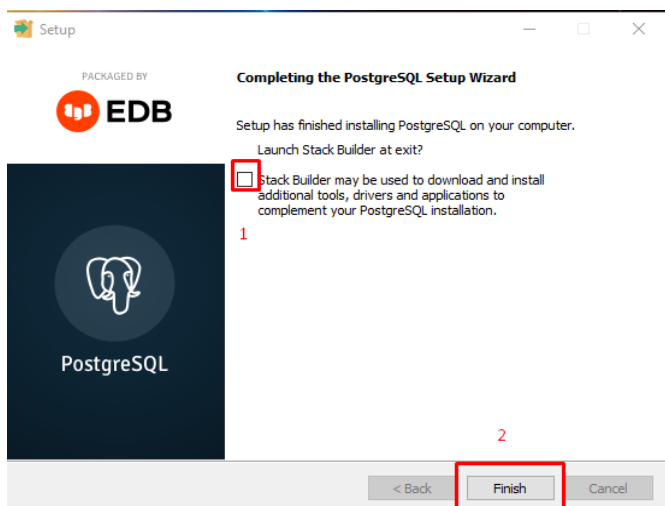 Setup
PACKAGED BY
EDB
Completing the PostgreSQL Setup Wizard
Setup has finished installing PostgreSQL on your computer.
Launch Stack Builder at exit?
Stack Builder may be used to download and install
additional tools, drivers and applications to
complement your PostgreSQL installation.
1
PostgreSQL
2
< Back
Finish
Cancel